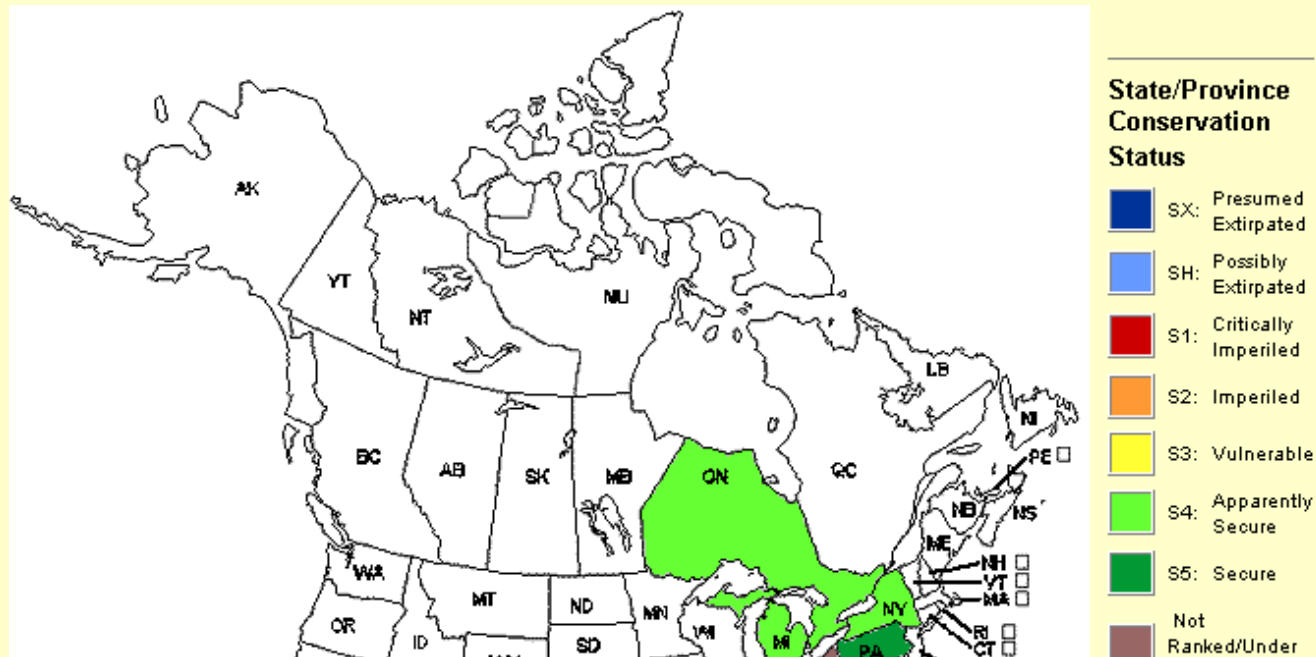 AK
YT
NT
NU
BC
AB
SK
MB
ON
QC
LB
NI
PE
NB
NS
ME
NH
VT
MA
RI
CT
WA
OR
ID
MT
ND
SD
MN
WI
MI
NY
PA
State/Province
Conservation
Status
SX: Presumed
Extirpated
SH: Possibly
Extirpated
S1: Critically
Imperiled
S2: Imperiled
S3: Vulnerable
S4: Apparently
Secure
S5: Secure
Not
Ranked/Under